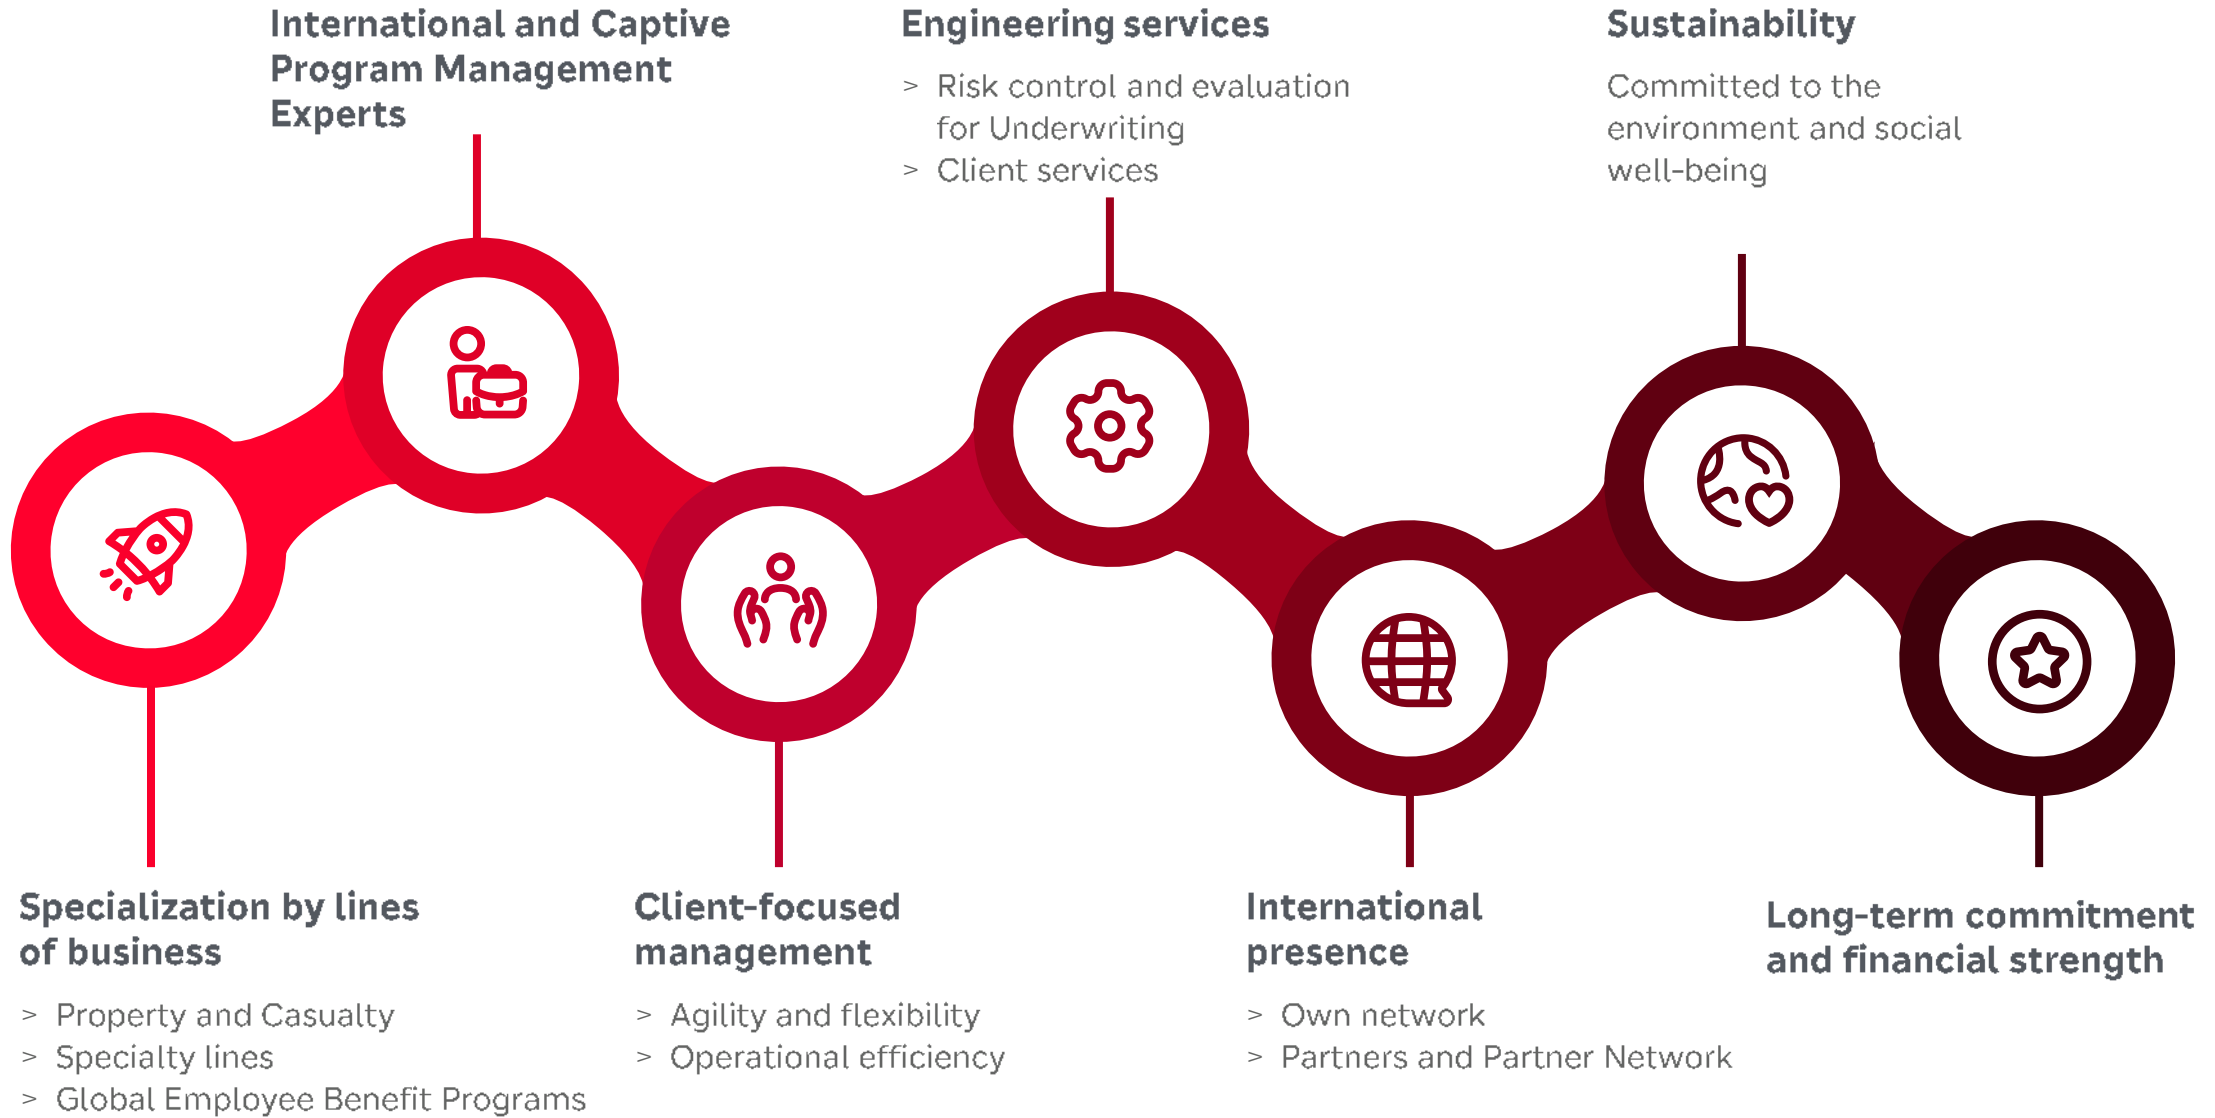 International and Captive
Program Management
Experts
Engineering services
> Risk control and evaluation
for Underwriting
> Client services
Sustainability
Committed to the
environment and social
well-being
Specialization by lines
of business
> Property and Casualty
> Specialty lines
> Global Employee Benefit Programs
Client-focused
management
> Agility and flexibility
> Operational efficiency
International
presence
> Own network
> Partners and Partner Network
Long-term commitment
and financial strength